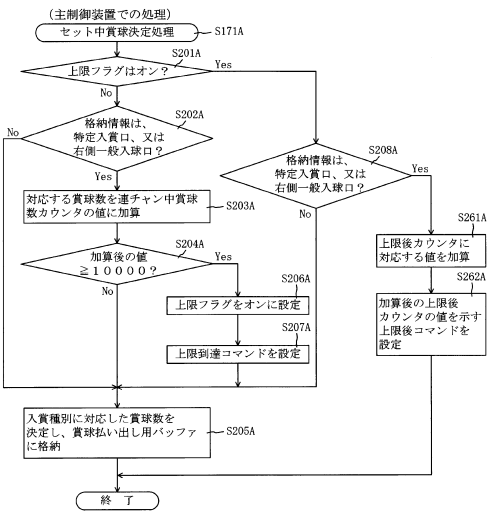 (主制御装置での処理)
セット中賞球決定処理
S171A
S201A
上限フラグはオン?
Yes
No
S202A
格納情報は、
特定入賞口、又は
右側一般入球口?
No
Yes
S208A
格納情報は、
特定入賞口、又は
右側一般入球口?
Yes
No
対応する賞球数を連チャン中賞球
数カウンタの値に加算
S203A
S204A
加算後の値
≧10000?
Yes
No
S261A
上限後カウンタに
対応する値を加算
S206A
上限フラグをオンに設定
S262A
加算後の上限後
カウンタの値を示す
上限後コマンドを
設定
S207A
上限到達コマンドを設定
入賞種別に対応した賞球数を
決定し、賞球払い出し用バッファ
に格納
S205A
終 了